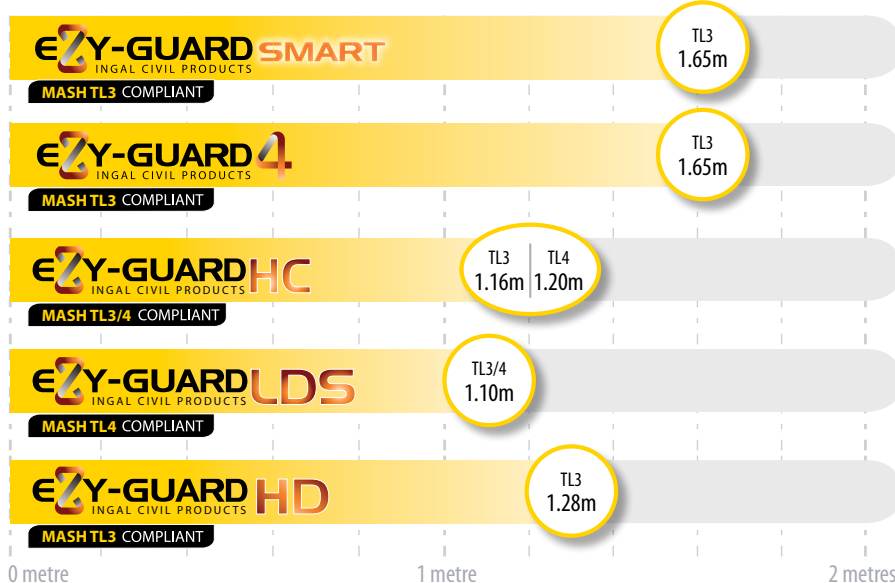 EZY-GUARD SMART
INGAL CIVIL PRODUCTS
MASH TL3 COMPLIANT
TL3
1.65m
EZY-GUARD 4
INGAL CIVIL PRODUCTS
MASH TL3 COMPLIANT
TL3
1.65m
EZY-GUARD HC
INGAL CIVIL PRODUCTS
MASH TL3/4 COMPLIANT
TL3 TL4
1.16m 1.20m
EZY-GUARD LDS
INGAL CIVIL PRODUCTS
MASH TL4 COMPLIANT
TL3/4
1.10m
EZY-GUARD HD
INGAL CIVIL PRODUCTS
MASH TL3 COMPLIANT
TL3
1.28m
0 metre 1 metre 2 metres